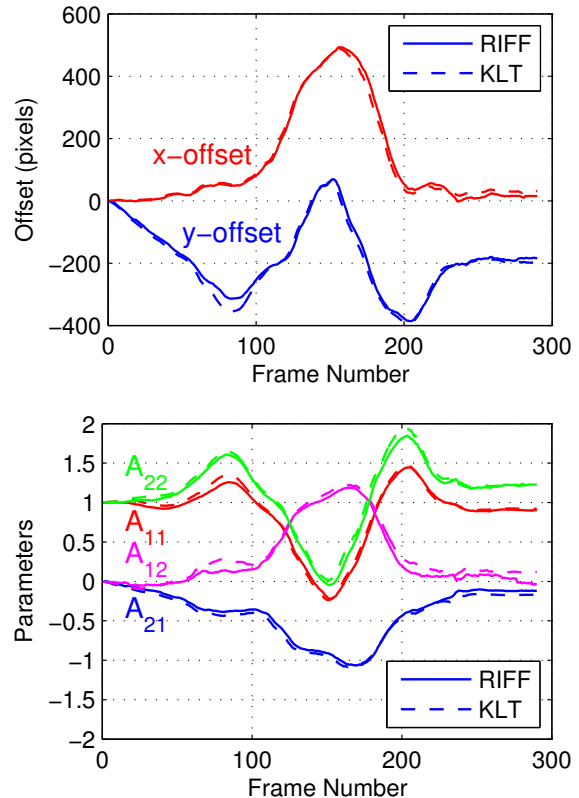 600
400
200
0
−200
−400
0
100
200
300
Offset (pixels)
Frame Number
RIFF
KLT
x−offset
y−offset
2
1.5
1
0.5
0
−0.5
−1
−1.5
−2
0
100
200
300
Parameters
Frame Number
A22
A11
A12
A21
RIFF
KLT